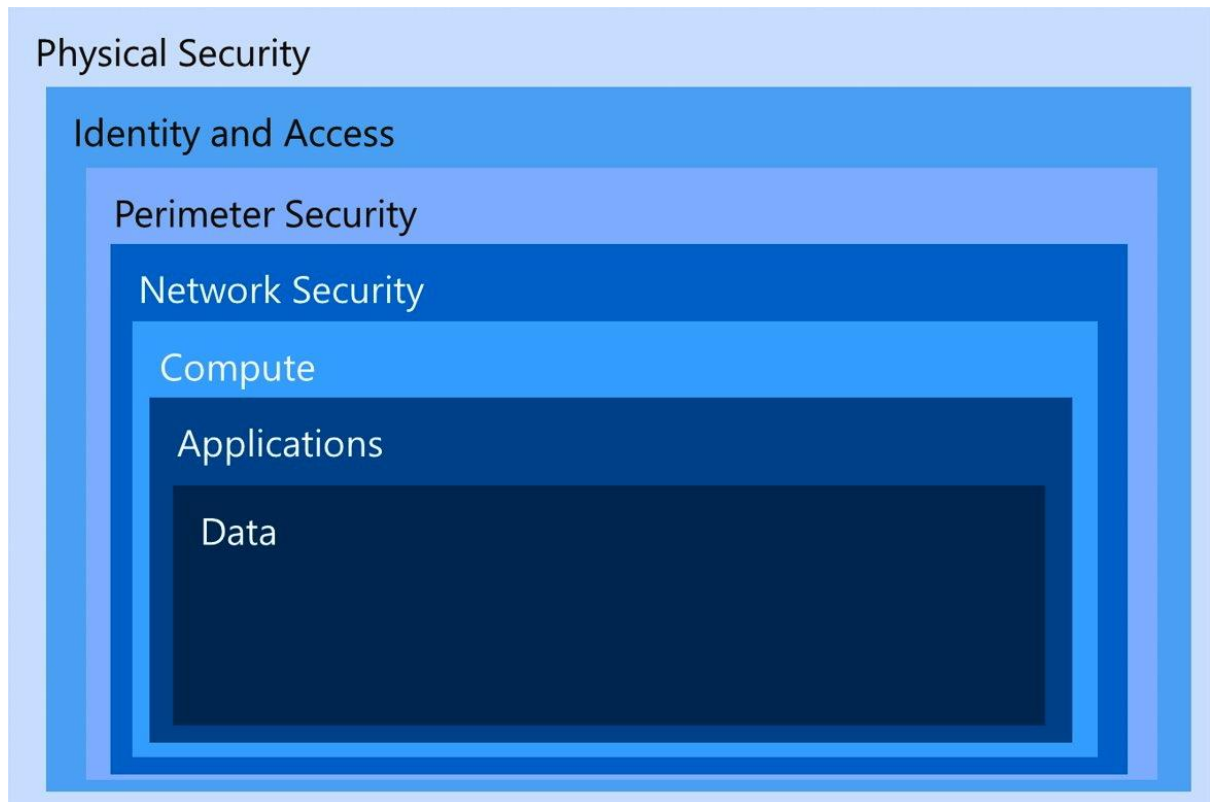 Physical Security
Identity and Access
Perimeter Security
Network Security
Compute
Applications
Data